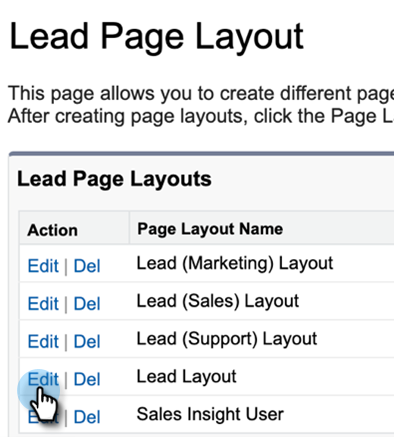 Lead Page Layout
This page allows you to create different page
After creating page layouts, click the Page L
Lead Page Layouts
Action Page Layout Name
Edit | Del Lead (Marketing) Layout
Edit | Del Lead (Sales) Layout
Edit | Del Lead (Support) Layout
Edit | Del Lead Layout
Edit | Del Sales Insight User